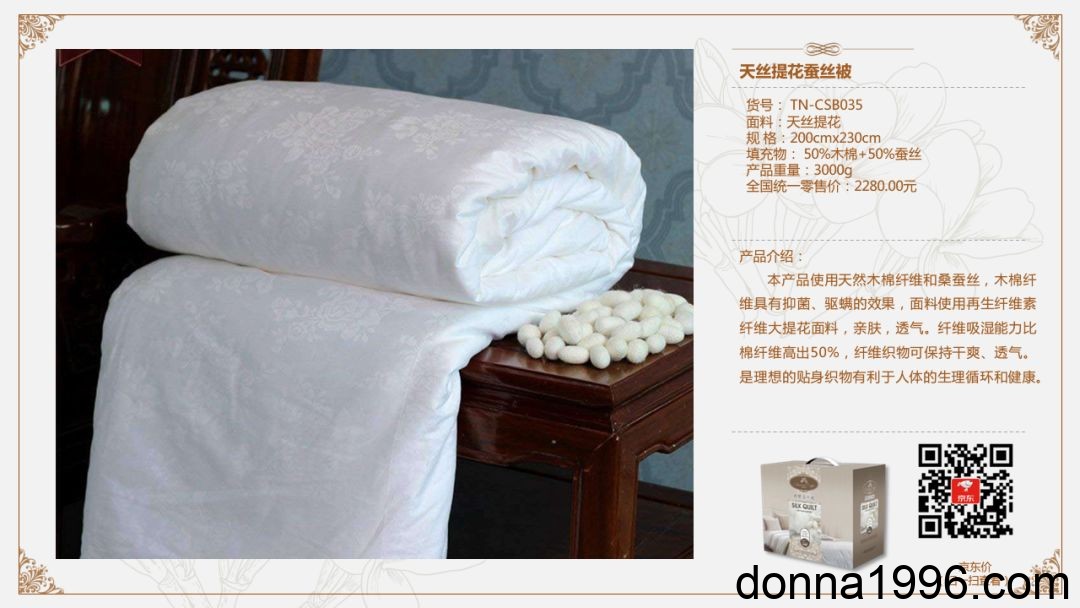 天丝提花蚕丝被
货号： TN-CSB035
面料：天丝提花
规 格：200cmx230cm
填充物： 50%木棉+50%蚕丝
产品重量：3000g
全国统一零售价：2280.00元
产品介绍：
本产品使用天然木棉纤维和桑蚕丝，木棉纤
维具有抑菌、驱螨的效果，面料使用再生纤维素
纤维大提花面料，亲肤，透气。纤维吸湿能力比
棉纤维高出50%，纤维织物可保持干爽、透气。
是理想的贴身织物有利于人体的生理循环和健康。
SILK QUILT
京东
京东价
扫查看
donna1996.com